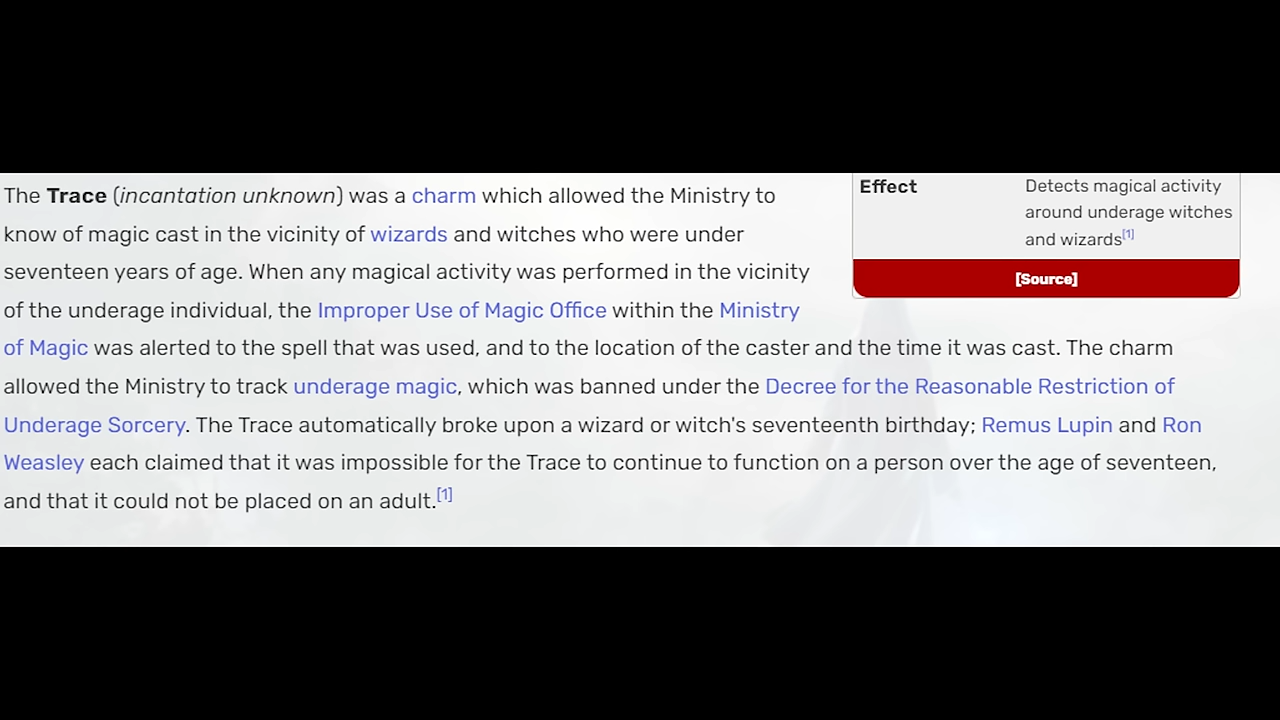 The Trace (incantation unknown) was a charm which allowed the Ministry to
know of magic cast in the vicinity of wizards and witches who were under
seventeen years of age. When any magical activity was performed in the vicinity
of the underage individual, the Improper Use of Magic Office within the Ministry
of Magic was alerted to the spell that was used, and to the location of the caster and the time it was cast. The charm
allowed the Ministry to track underage magic, which was banned under the Decree for the Reasonable Restriction of
Underage Sorcery. The Trace automatically broke upon a wizard or witch's seventeenth birthday; Remus Lupin and Ron
Weasley each claimed that it was impossible for the Trace to continue to function on a person over the age of seventeen,
and that it could not be placed on an adult.[1]
Effect
Detects magical activity
around underage witches
and wizards[1]
[Source]